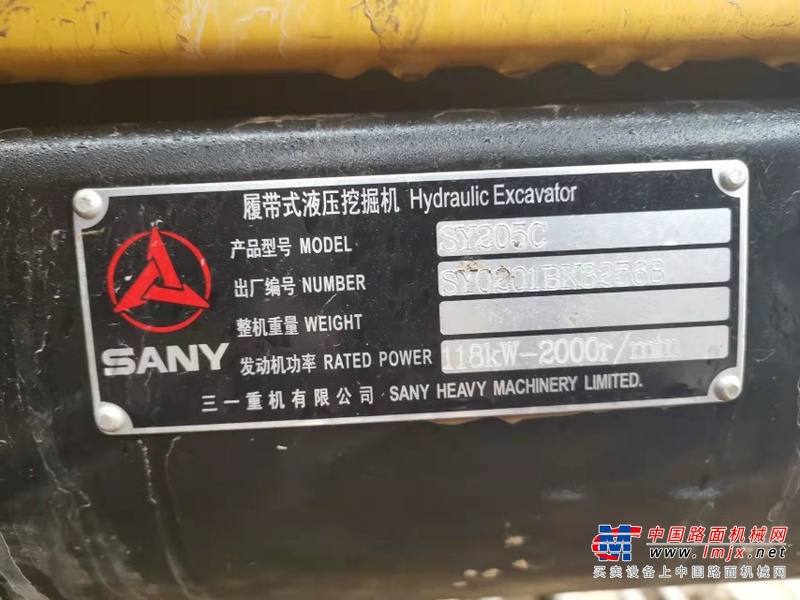 履带式液压挖掘机 Hydraulic Excavator
产品型号 MODEL SY205C
出厂编号 NUMBER SY0201BKB2568
整机重量 WEIGHT
发动机功率 RATED POWER 118kW-2000r/min
SANY
三一重机有限公司 SANY HEAVY MACHINERY LIMITED.
中国路面机械网
www.lmjx.net
买卖设备上中国路面机械网